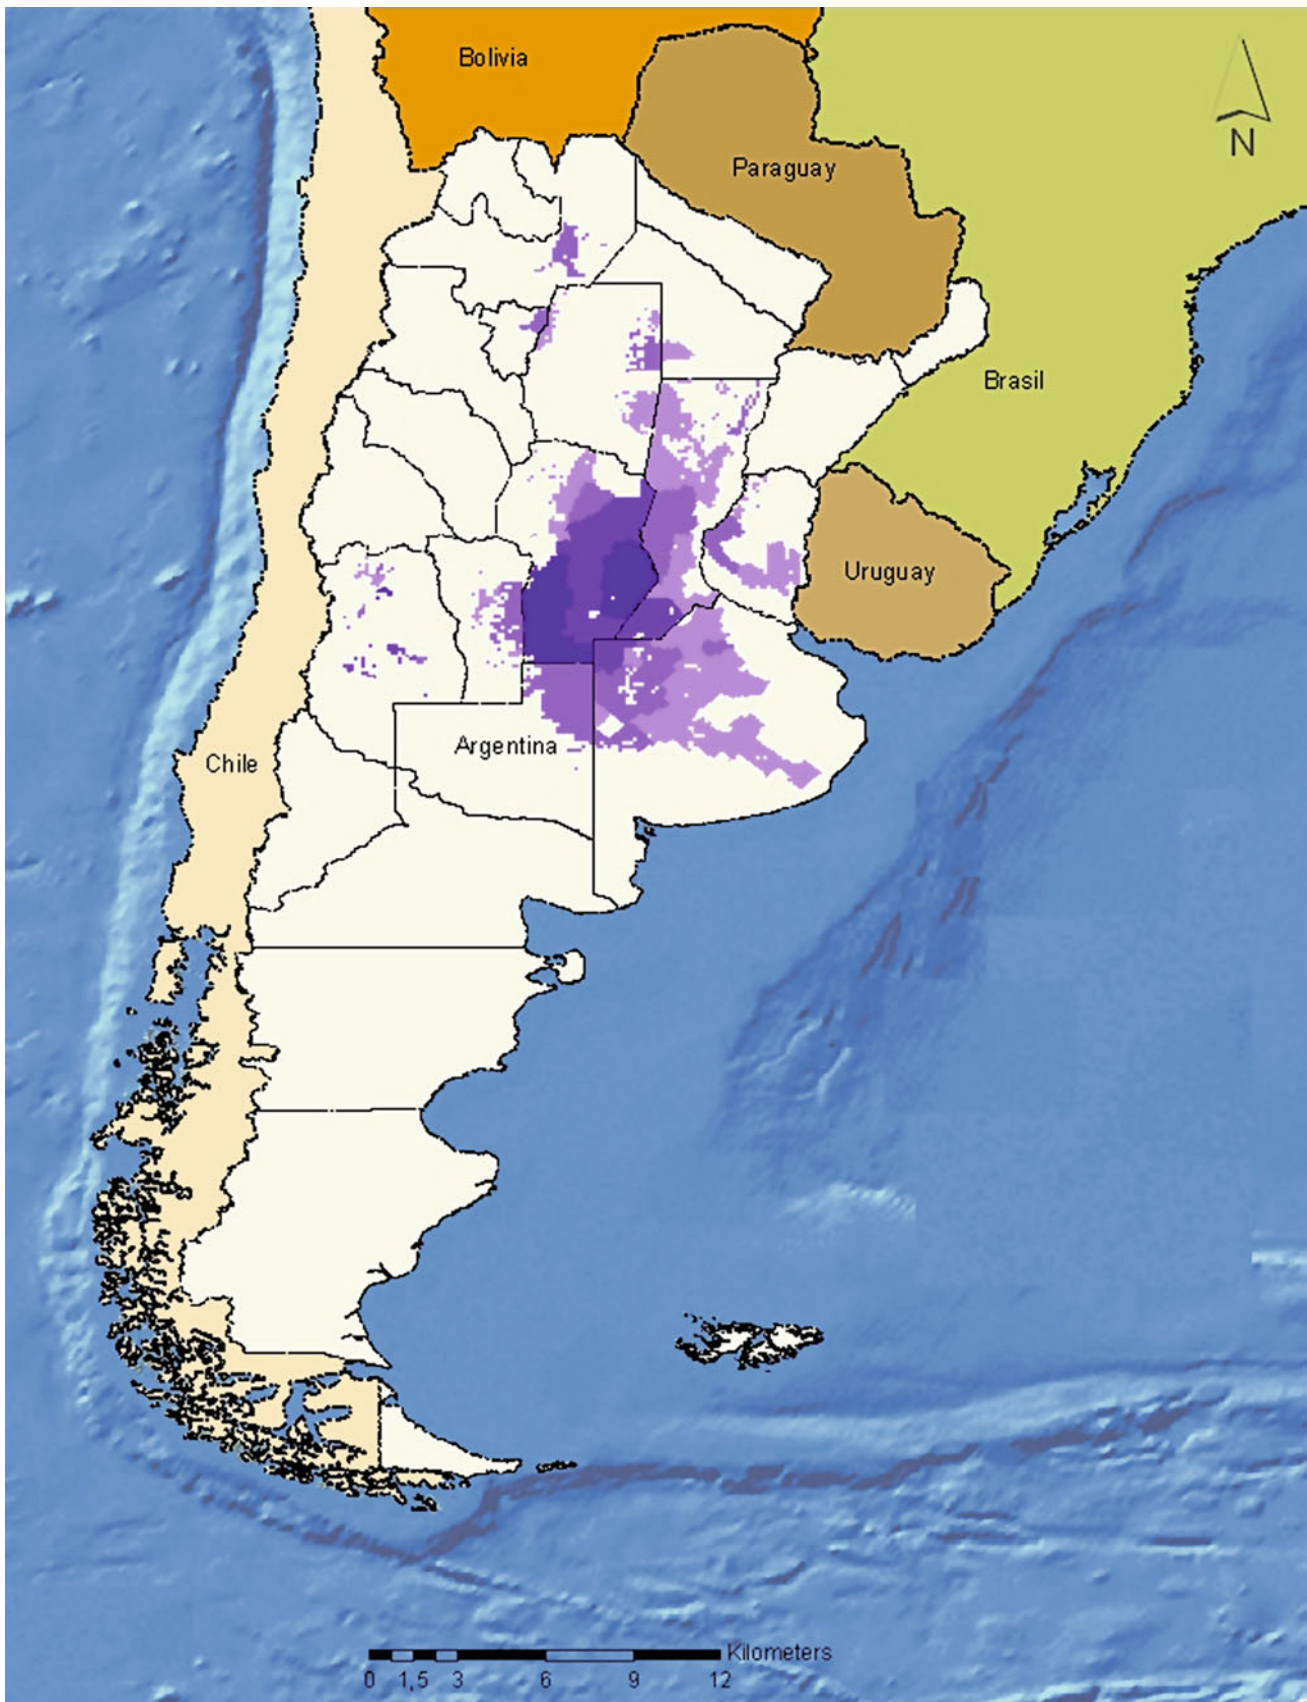 Bolivia
N
Paraguay
Brasil
Uruguay
Argentina
Chile
Kilometers
0 1,5 3 6 9 12